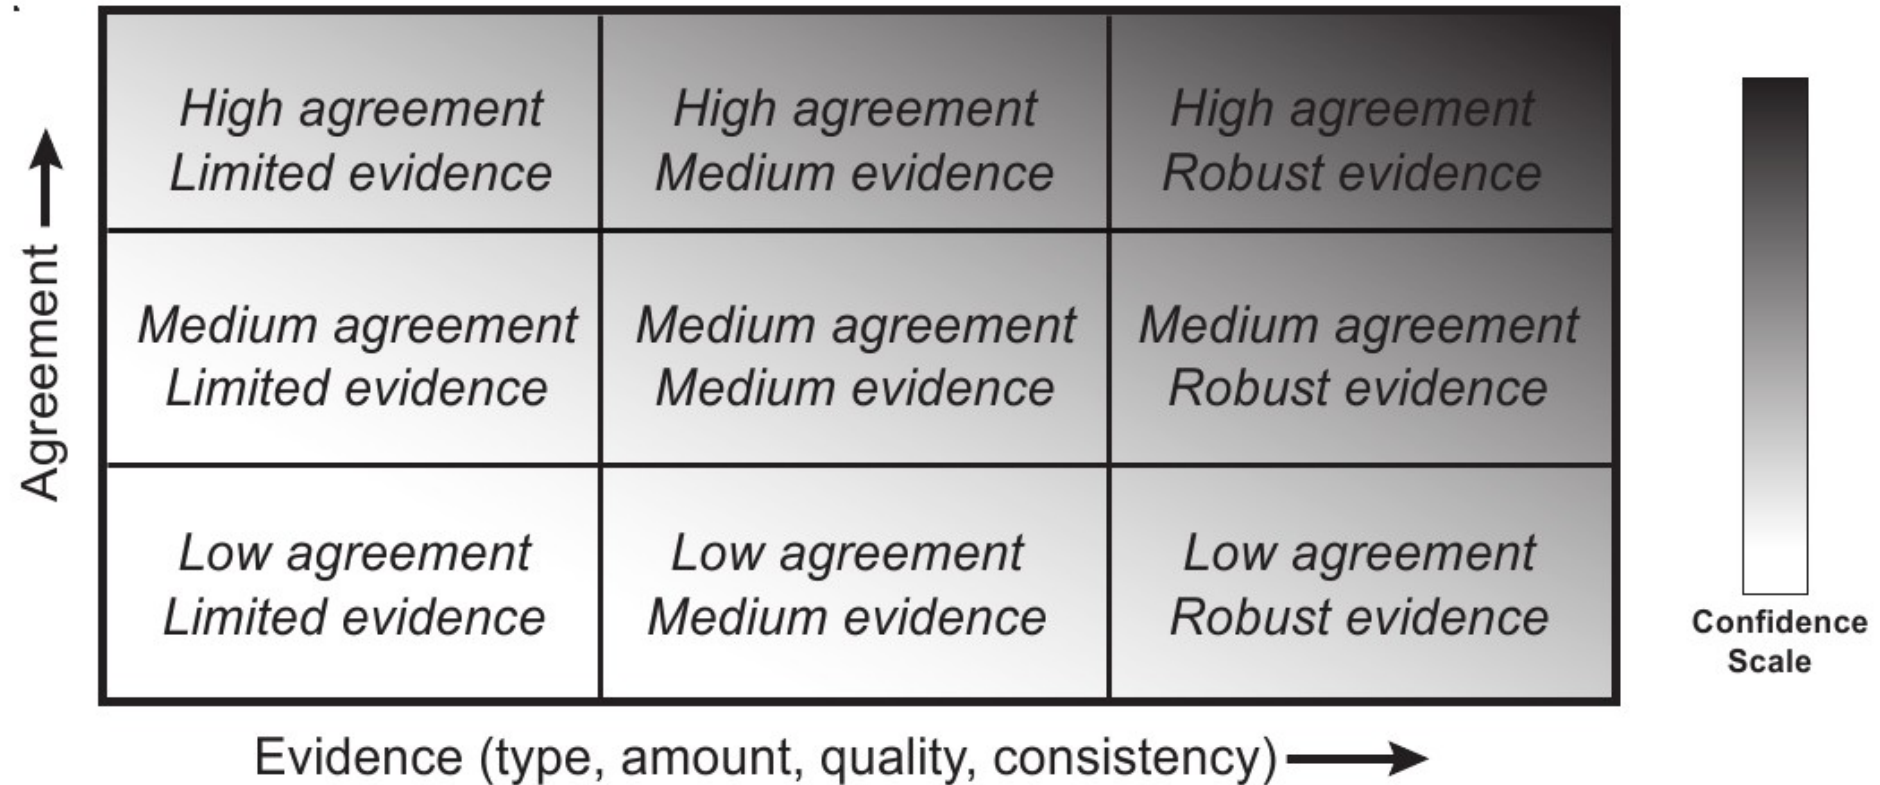 High agreement
Limited evidence
High agreement
Medium evidence
High agreement
Robust evidence
Agreement
Medium agreement
Limited evidence
Medium agreement
Medium evidence
Medium agreement
Robust evidence
Low agreement
Limited evidence
Low agreement
Medium evidence
Low agreement
Robust evidence
Evidence (type, amount, quality, consistency)
Confidence
Scale